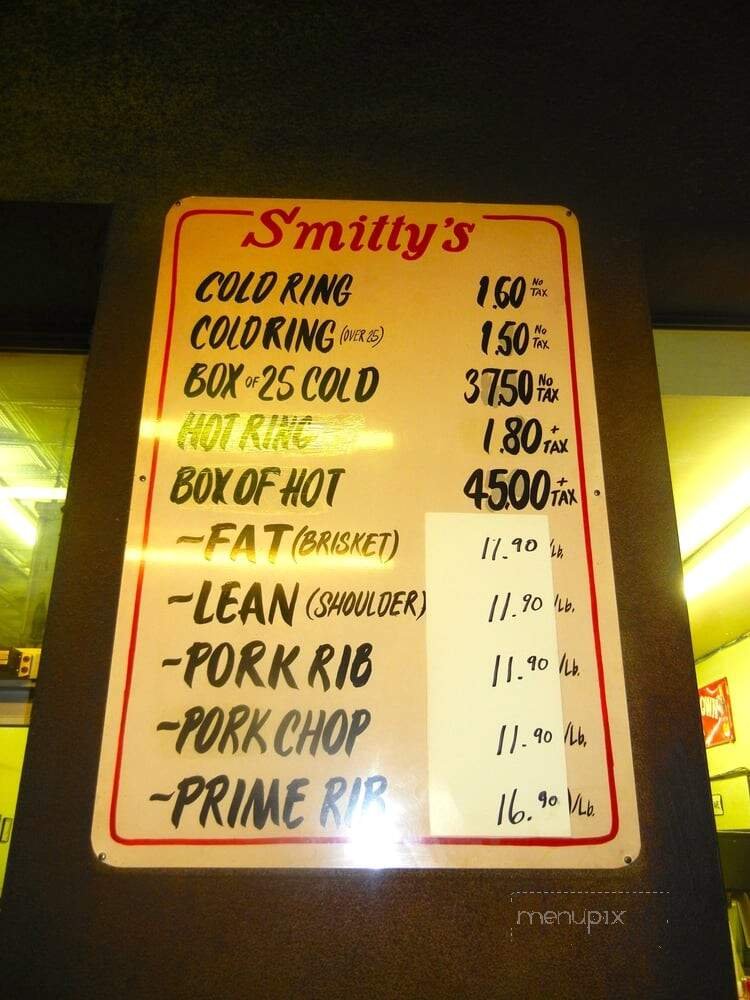 Smitty's
COLD RING 1.60 NO TAX
COLD RING (OVER 25) 1.50 NO TAX
BOX OF 25 COLD 37.50 NO TAX
HOT RING 1.80 + TAX
BOX OF HOT 45.00 + TAX
~FAT (BRISKET) 11.90 /Lb.
~LEAN (SHOULDER) 11.90 /Lb.
~PORK RIB 11.90 /Lb.
~PORK CHOP 11.90 /Lb.
~PRIME RIB 16.90 /Lb.
menupix